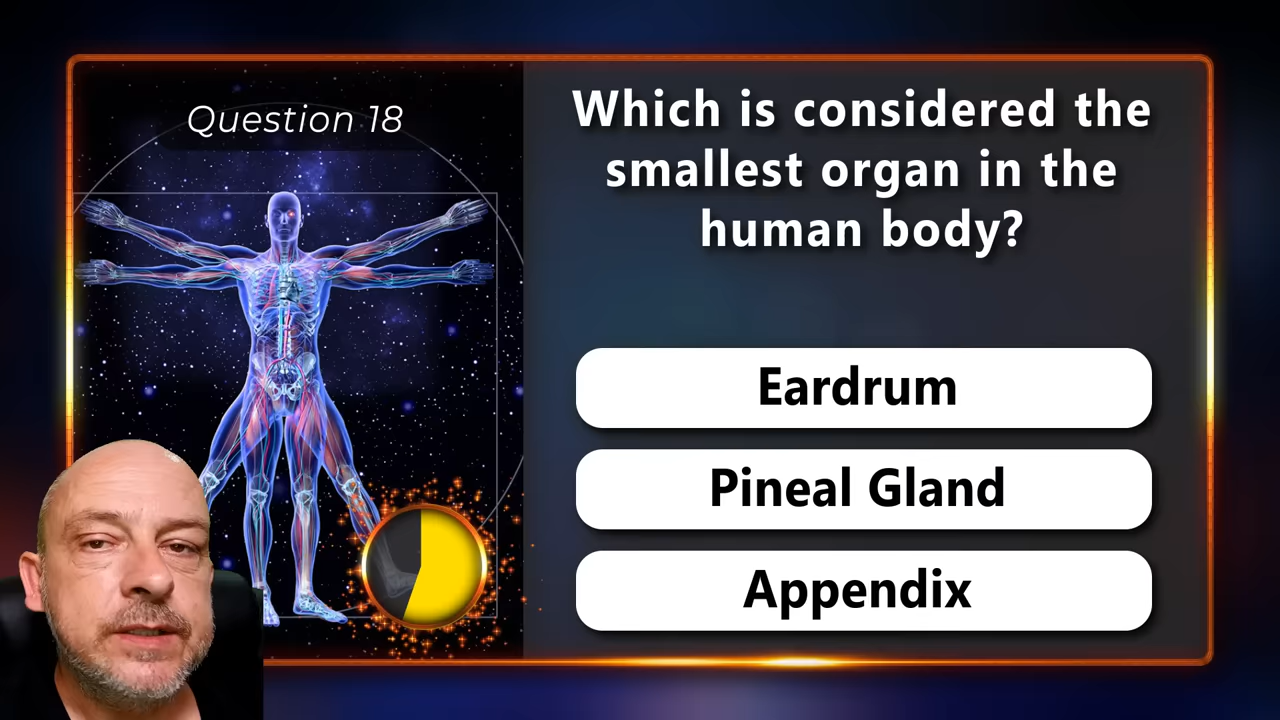 Question 18
Which is considered the
smallest organ in the
human body?
Eardrum
Pineal Gland
Appendix